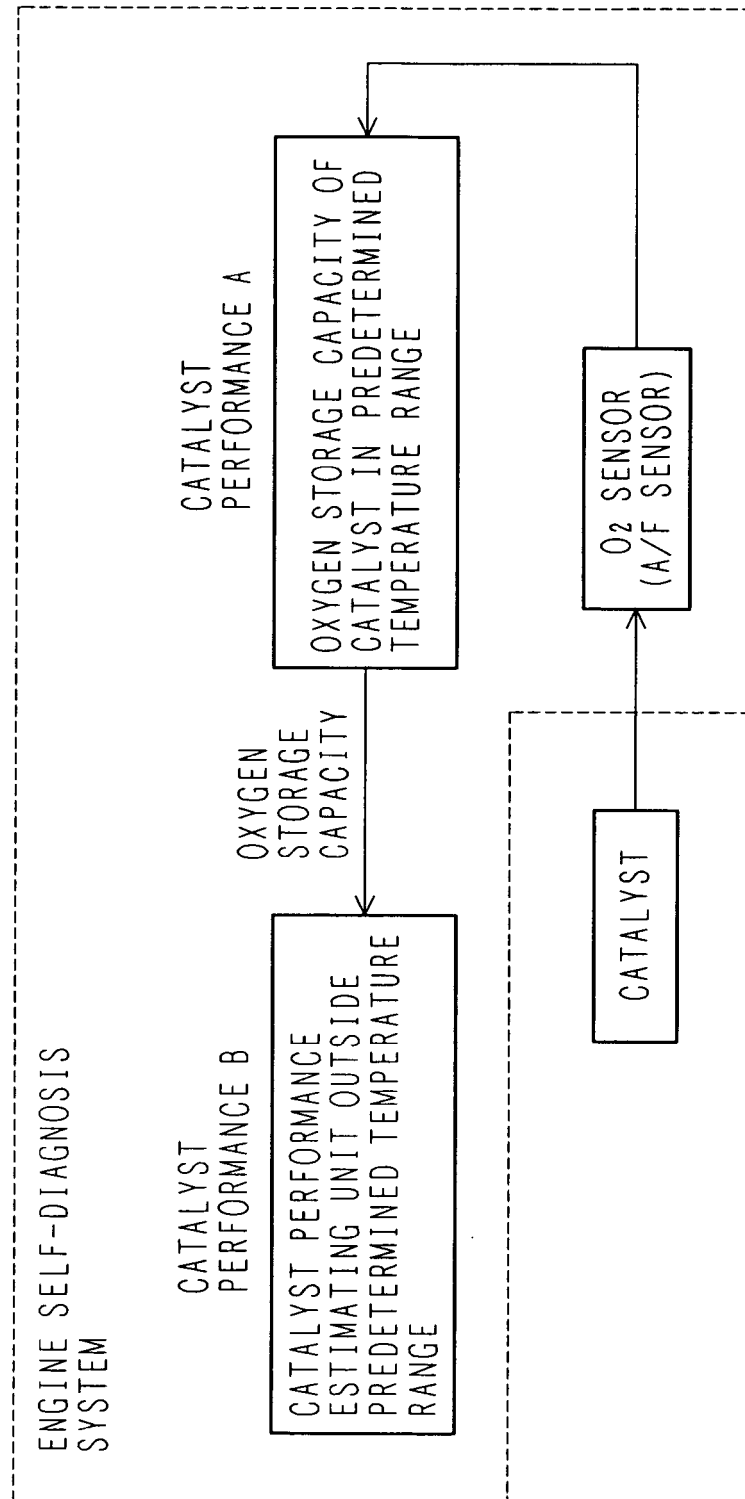 ENGINE SELF-DIAGNOSIS
SYSTEM
CATALYST
PERFORMANCE B
CATALYST PERFORMANCE
ESTIMATING UNIT OUTSIDE
PREDETERMINED TEMPERATURE
RANGE
OXYGEN
STORAGE
CAPACITY
CATALYST
PERFORMANCE A
OXYGEN STORAGE CAPACITY OF
CATALYST IN PREDETERMINED
TEMPERATURE RANGE
CATALYST
O2 SENSOR
(A/F SENSOR)